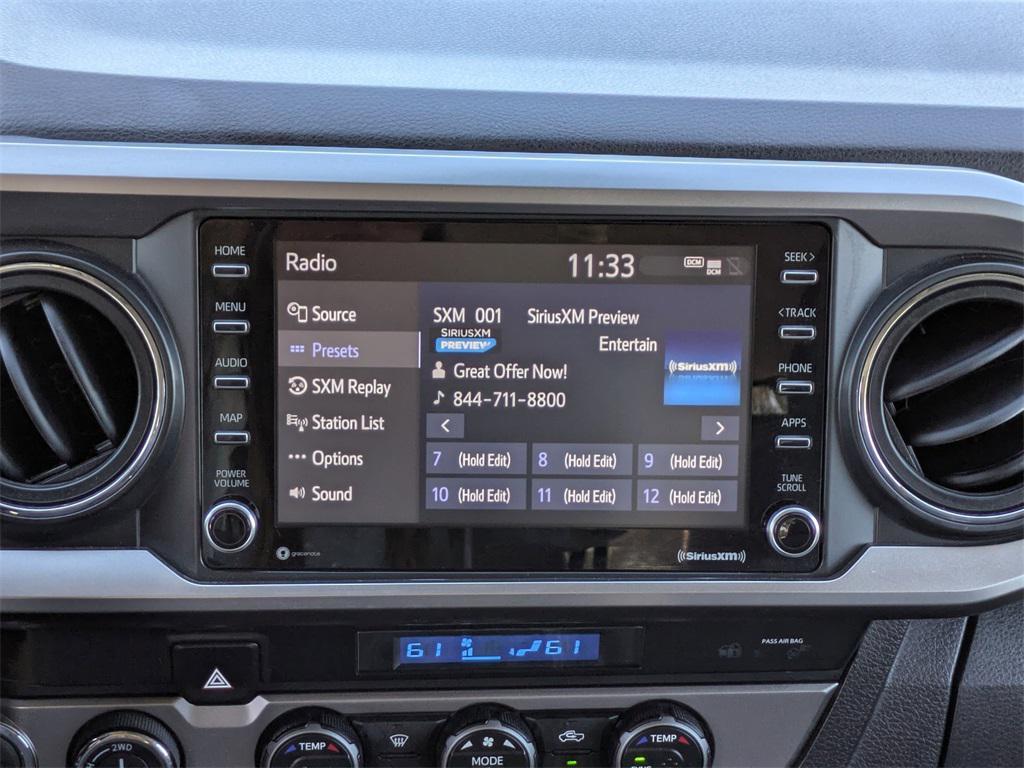 HOME
MENU
AUDIO
MAP
POWER
VOLUME
Radio
11:33
DCM
DCM
Source
Presets
SXM Replay
Station List
Options
Sound
SXM 001 SiriusXM Preview
SIRIUSXM
PREVIEW
Entertain
Great Offer Now!
844-711-8800
((SiriusXM))
< >
7 (Hold Edit) 8 (Hold Edit) 9 (Hold Edit)
10 (Hold Edit) 11 (Hold Edit) 12 (Hold Edit)
SEEK >
< TRACK
PHONE
APPS
TUNE
SCROLL
gracenote
((SiriusXM))
61 61
PASS AIR BAG
2WD
TEMP
MODE
TEMP
SYNC